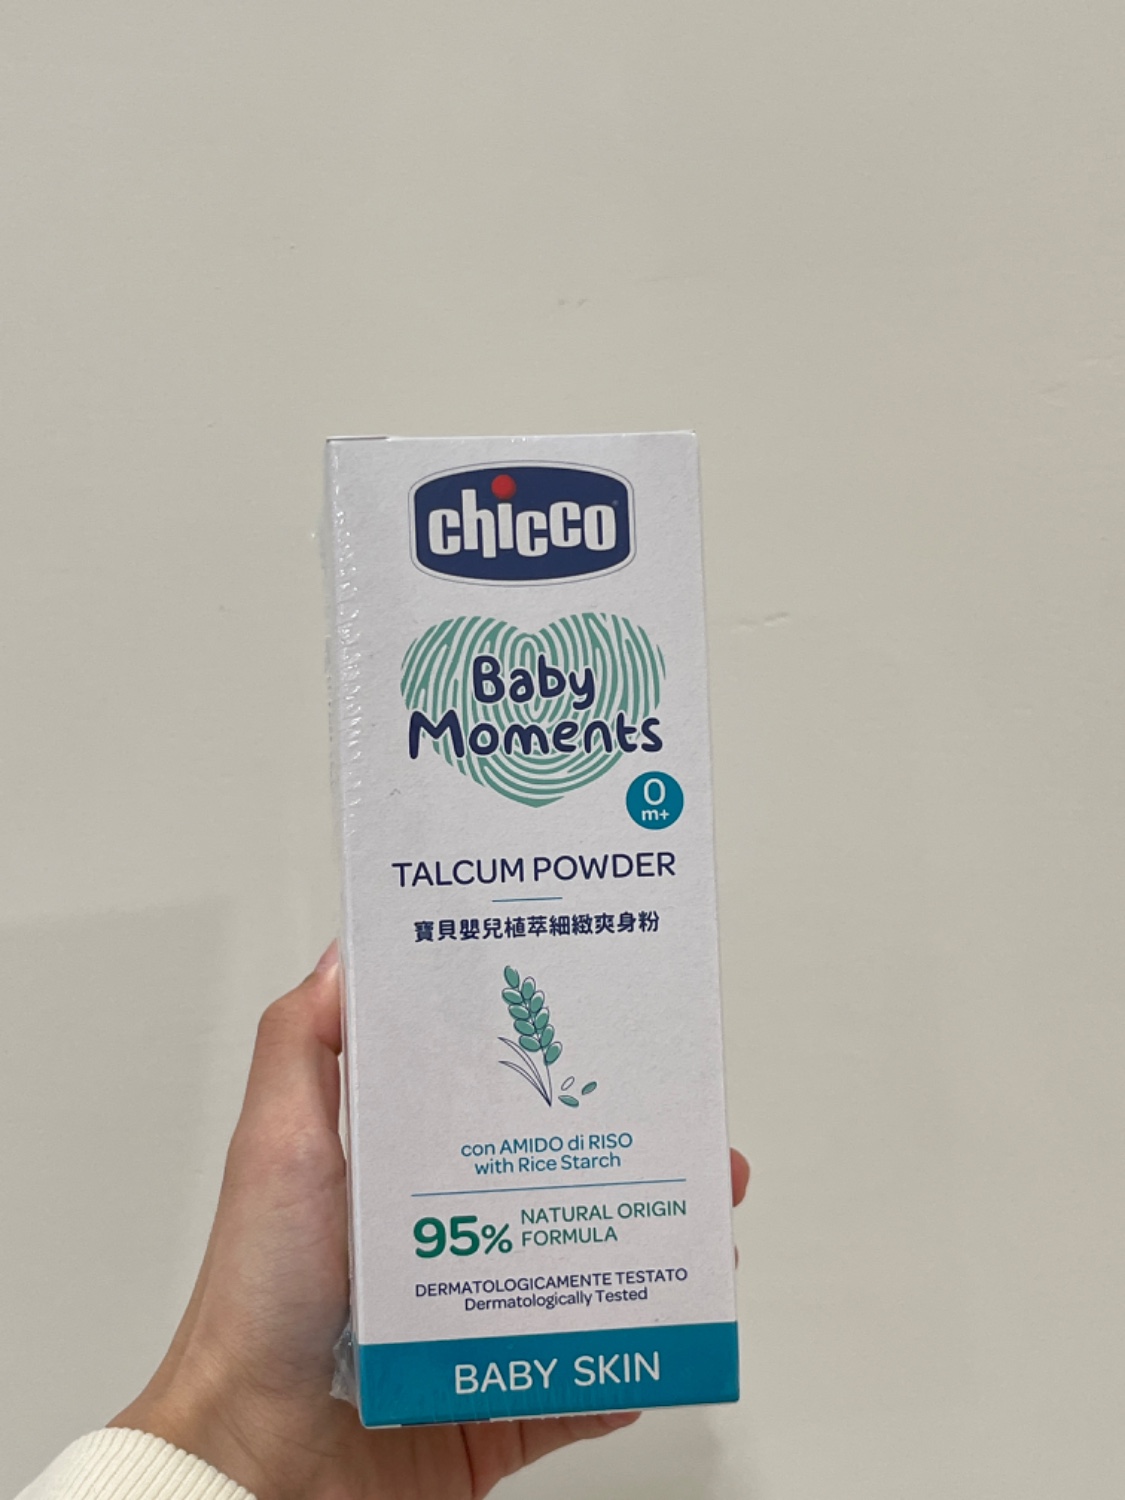 chicco
Baby
Moments
0
m+
TALCUM POWDER
寶貝嬰兒植萃細緻爽身粉
con AMIDO di RISO
with Rice Starch
95% NATURAL ORIGIN
FORMULA
DERMATOLOGICAMENTE TESTATO
Dermatologically Tested
BABY SKIN